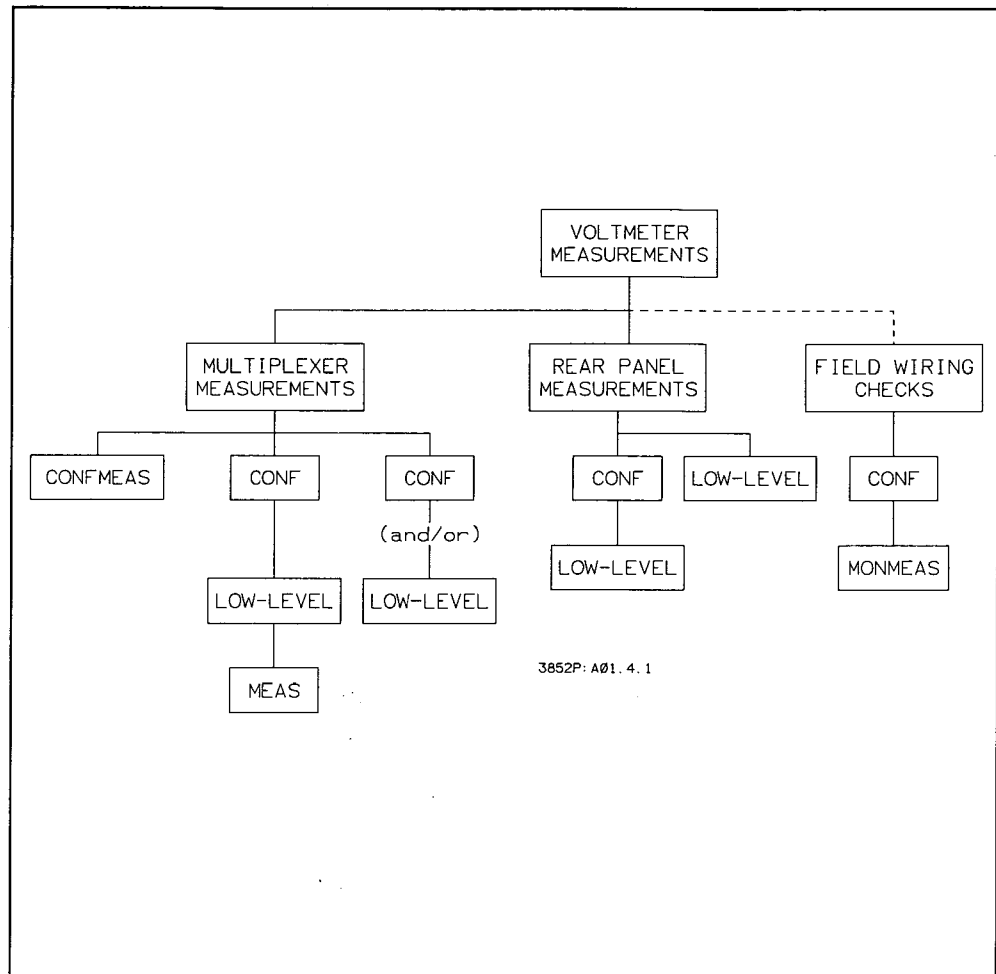 VOLTMETER
MEASUREMENTS
MULTIPLEXER
MEASUREMENTS
REAR PANEL
MEASUREMENTS
FIELD WIRING
CHECKS
CONFMEAS
CONF
CONF
CONF
LOW-LEVEL
CONF
(and/or)
LOW-LEVEL
LOW-LEVEL
LOW-LEVEL
MONMEAS
MEAS
3852P: AØ1.4.1